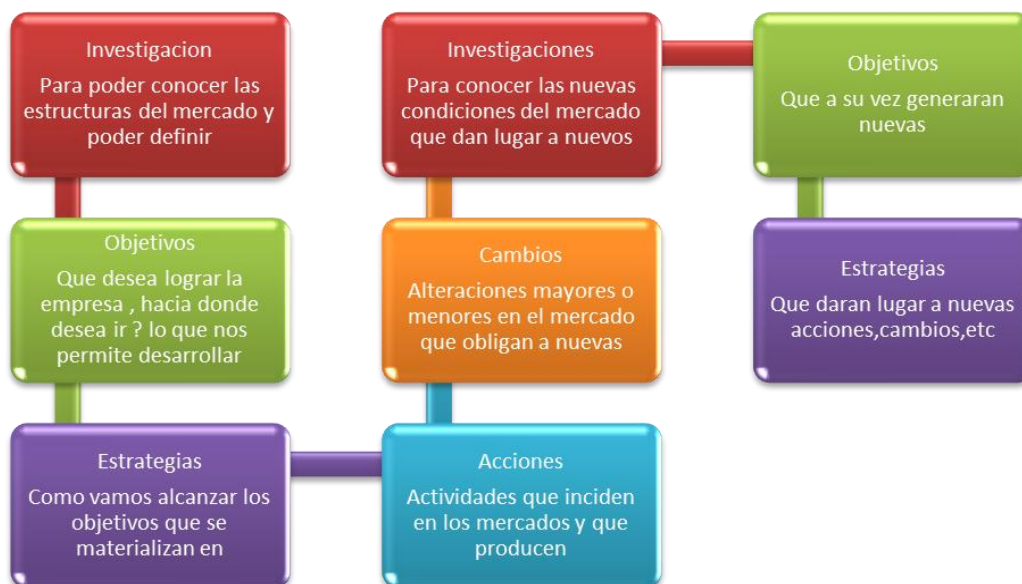 Investigacion
Para poder conocer las
estructuras del mercado y
poder definir
Objetivos
Que desea lograr la
empresa , hacia donde
desea ir ? lo que nos
permite desarrollar
Estrategias
Como vamos alcanzar los
objetivos que se
materializan en
Acciones
Actividades que inciden
en los mercados y que
producen
Cambios
Alteraciones mayores o
menores en el mercado
que obligan a nuevas
Investigaciones
Para conocer las nuevas
condiciones del mercado
que dan lugar a nuevos
Objetivos
Que a su vez generaran
nuevas
Estrategias
Que daran lugar a nuevas
acciones,cambios,etc